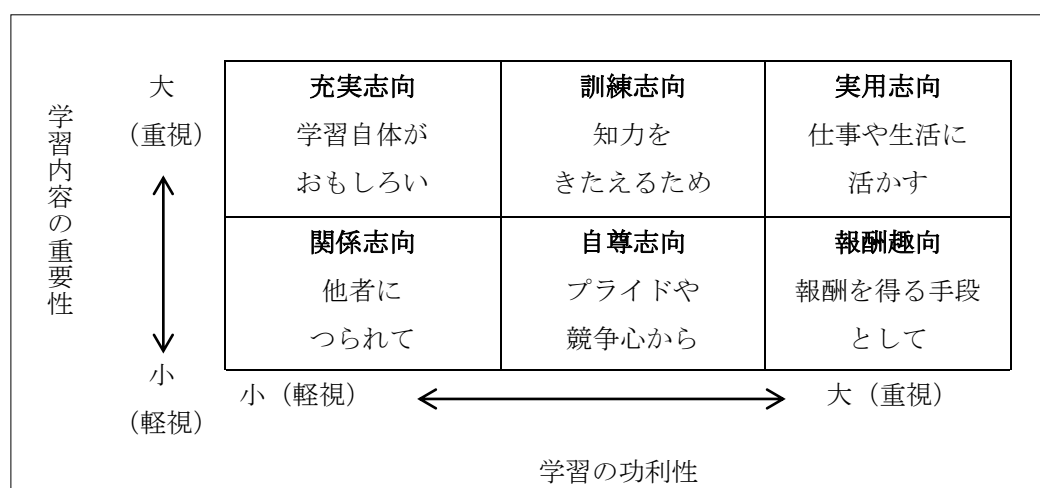 学習内容の重要性
大
(重視)
小
(軽視)
充実志向
学習自体が
おもしろい
訓練志向
知力を
きたえるため
実用志向
仕事や生活に
活かす
関係志向
他者に
つられて
自尊志向
プライドや
競争心から
報酬趣向
報酬を得る手段
として
小(軽視)
大(重視)
学習の功利性